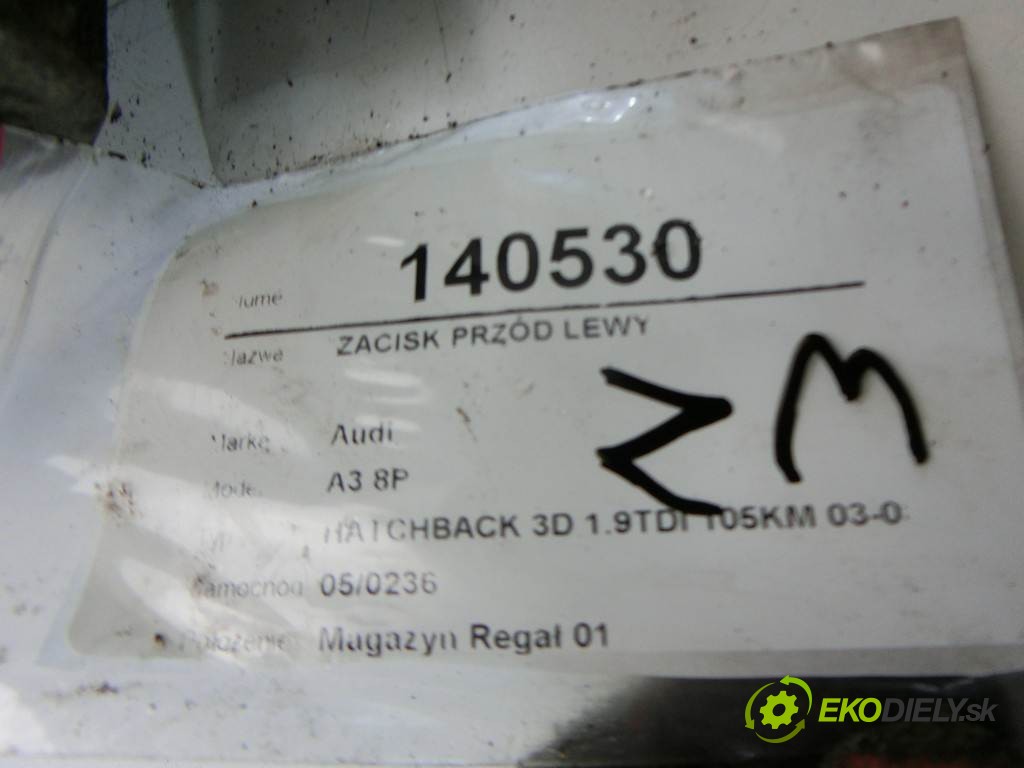 140530
ZACISK PRZÓD LEWY
Nazwa
Audi
A3 8P
HATCHBACK 3D 1.9TDI 105KM 03-0
05/0236
Magazyn Regał 01
EKODIELY.sk